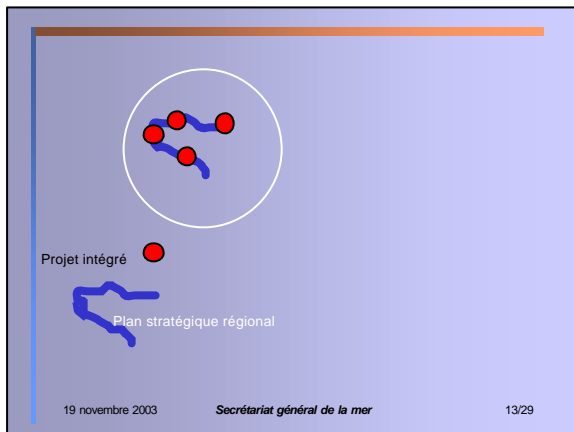 Projet intégré
Plan stratégique régional
19 novembre 2003 Secrétariat général de la mer 13/29